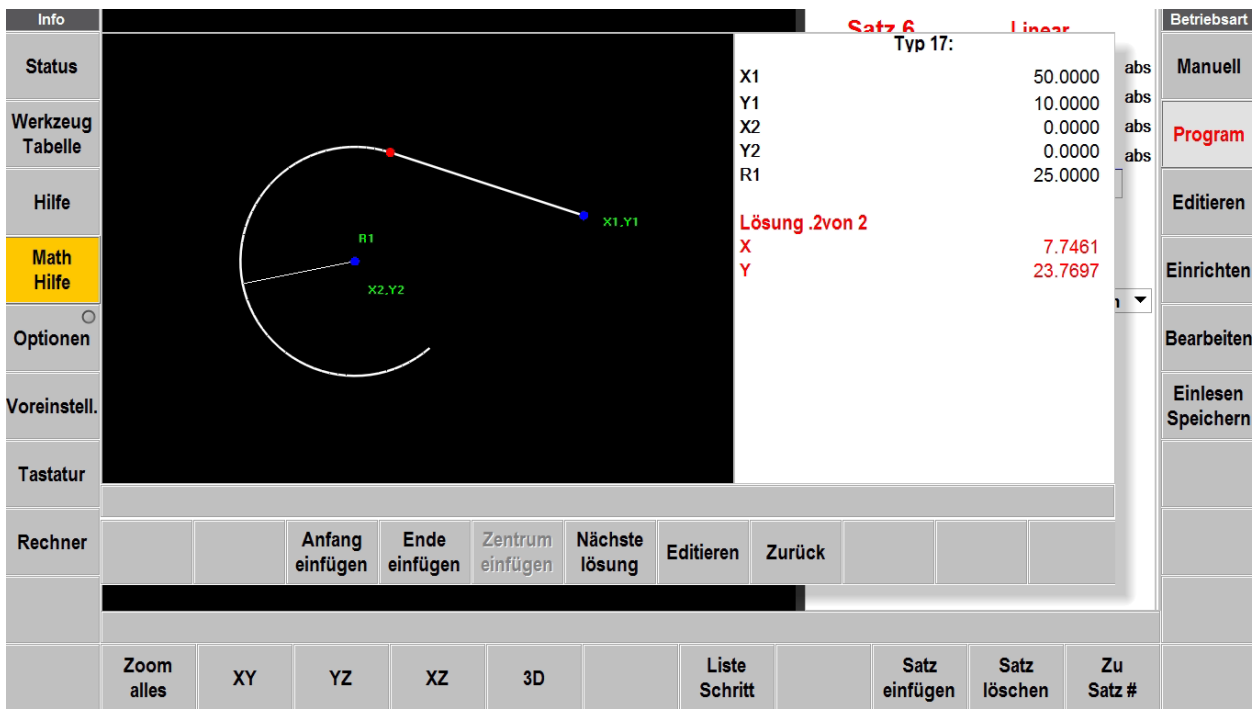 Info
Status
Werkzeug
Tabelle
Hilfe
Math
Hilfe
Optionen
Voreinstell.
Tastatur
Rechner
Satz 6 Linear
Typ 17:
X1 50.0000
Y1 10.0000
X2 0.0000
Y2 0.0000
R1 25.0000
Lösung .2von 2
X 7.7461
Y 23.7697
abs
abs
abs
abs
R1
X1,Y1
X2,Y2
Anfang
einfügen
Ende
einfügen
Zentrum
einfügen
Nächste
lösung
Editieren
Zurück
Zoom
alles
XY
YZ
XZ
3D
Liste
Schritt
Satz
einfügen
Satz
löschen
Zu
Satz #
Betriebsart
Manuell
Program
Editieren
Einrichten
Bearbeiten
Einlesen
Speichern